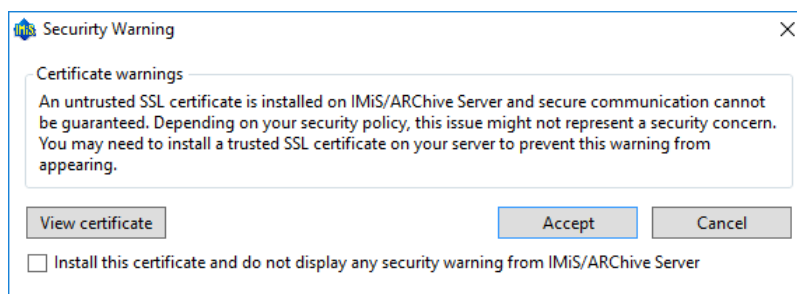 IMiS Securirty Warning
Certificate warnings
An untrusted SSL certificate is installed on IMiS/ARChive Server and secure communication cannot
be guaranteed. Depending on your security policy, this issue might not represent a security concern.
You may need to install a trusted SSL certificate on your server to prevent this warning from
appearing.
View certificate Accept Cancel
Install this certificate and do not display any security warning from IMiS/ARChive Server